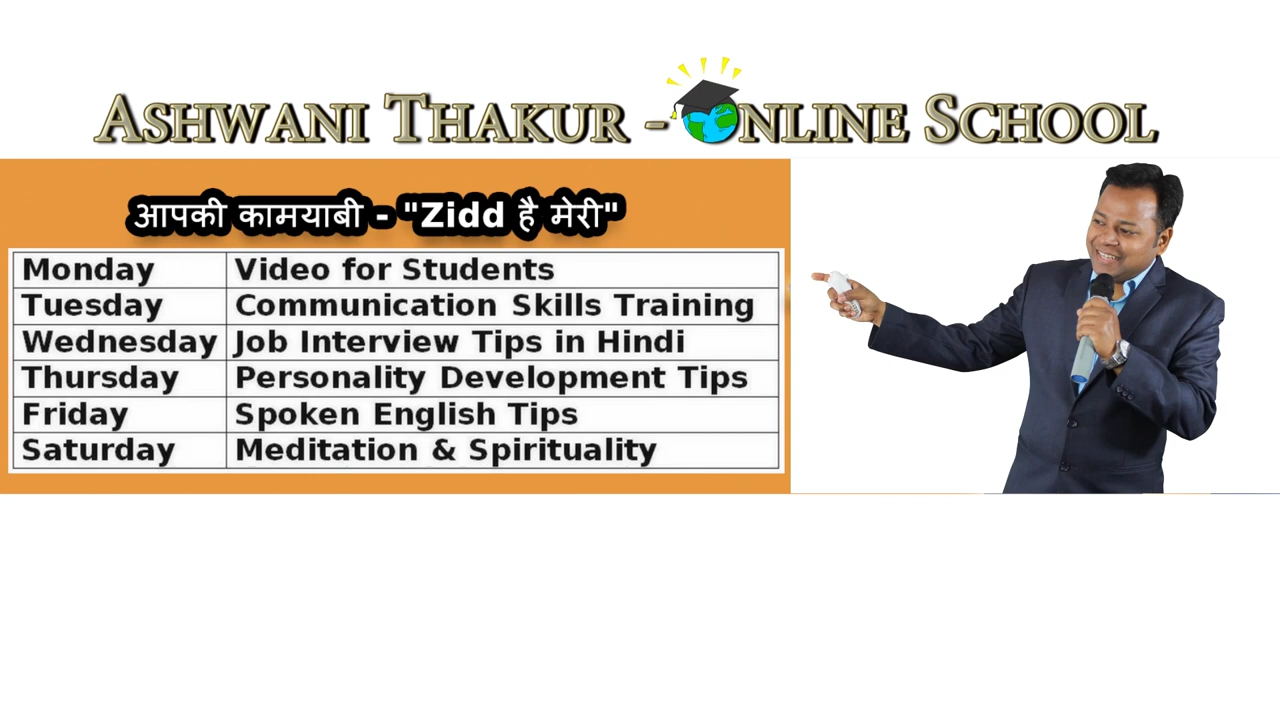 ASHWANI THAKUR - ONLINE SCHOOL
आपकी कामयाबी - "Zidd है मेरी"
Monday Video for Students
Tuesday Communication Skills Training
Wednesday Job Interview Tips in Hindi
Thursday Personality Development Tips
Friday Spoken English Tips
Saturday Meditation & Spirituality